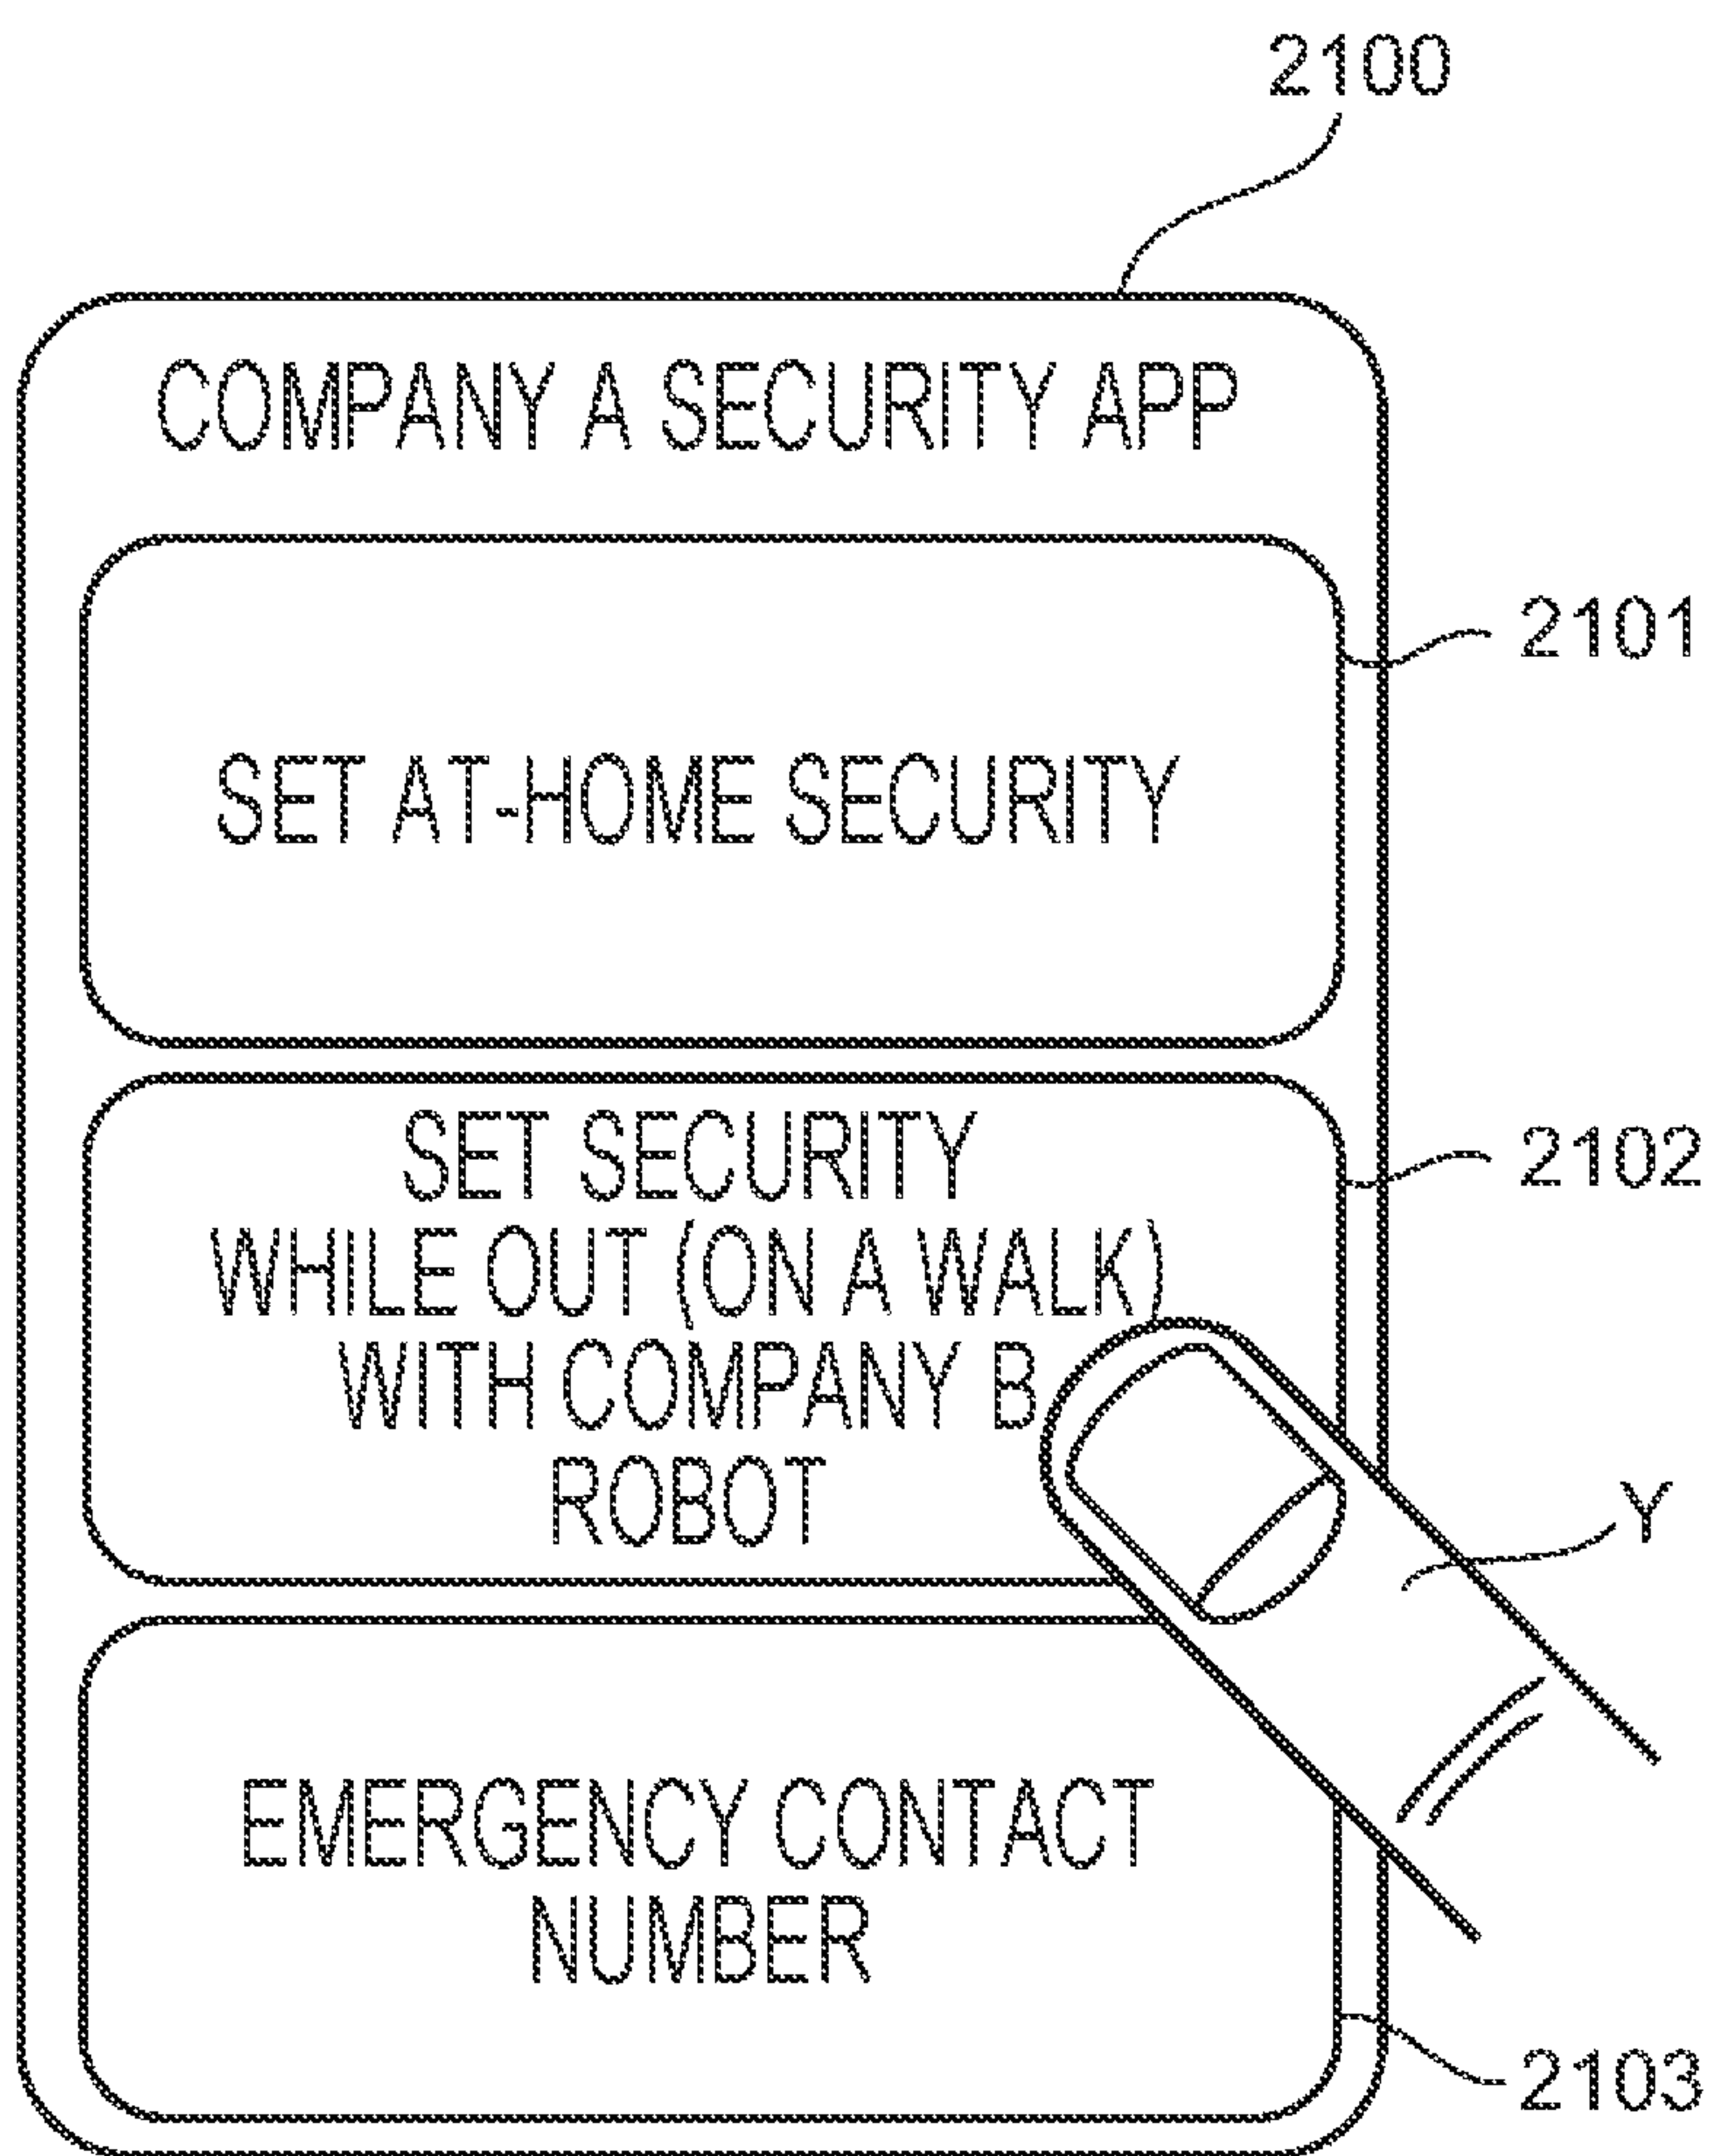 2100
COMPANY A SECURITY APP
2101
SET AT-HOME SECURITY
SET SECURITY
2102
WHILE OUT (ON A WALK)
WITH COMPANY B
ROBOT
Y
EMERGENCY CONTACT
NUMBER
2103